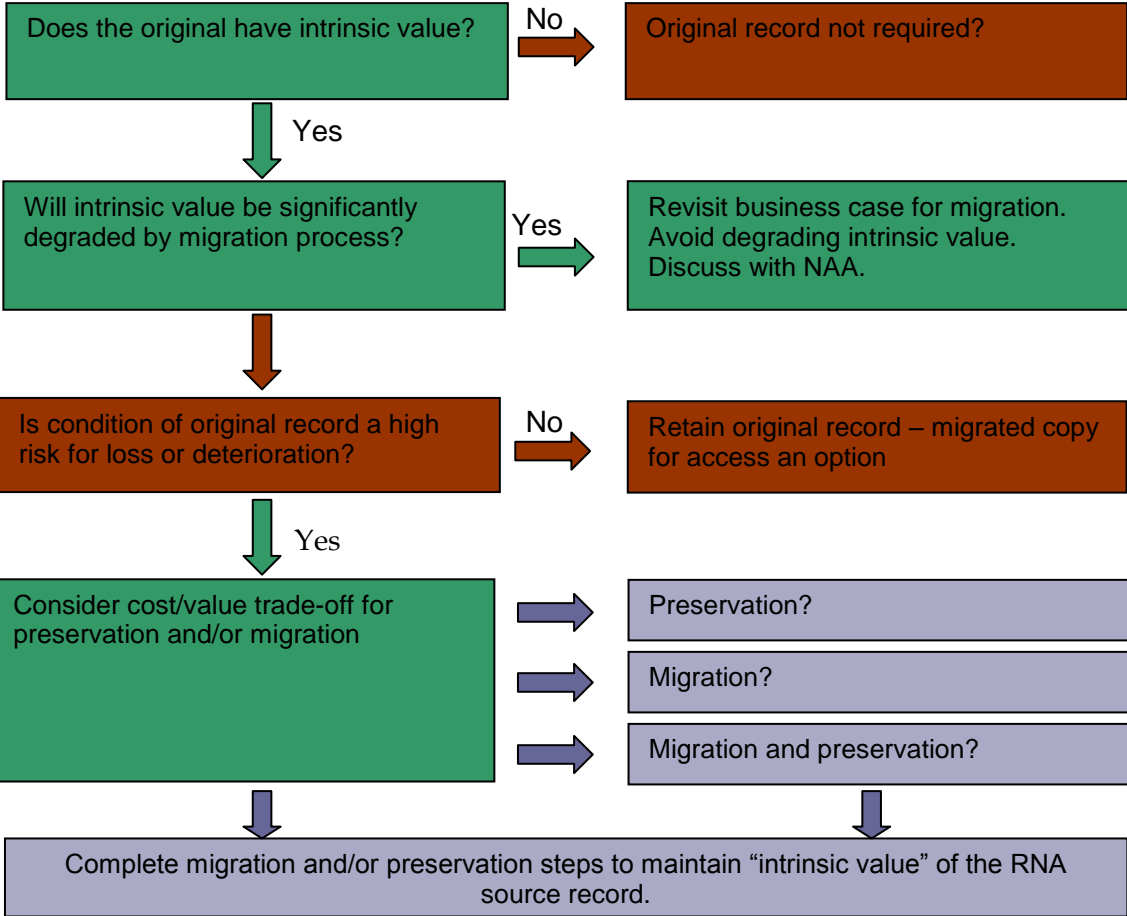 Does the original have intrinsic value?
No
Original record not required?
Yes
Will intrinsic value be significantly
degraded by migration process?
Yes
Revisit business case for migration.
Avoid degrading intrinsic value.
Discuss with NAA.
Is condition of original record a high
risk for loss or deterioration?
No
Retain original record – migrated copy
for access an option
Yes
Consider cost/value trade-off for
preservation and/or migration
Preservation?
Migration?
Migration and preservation?
Complete migration and/or preservation steps to maintain “intrinsic value” of the RNA
source record.